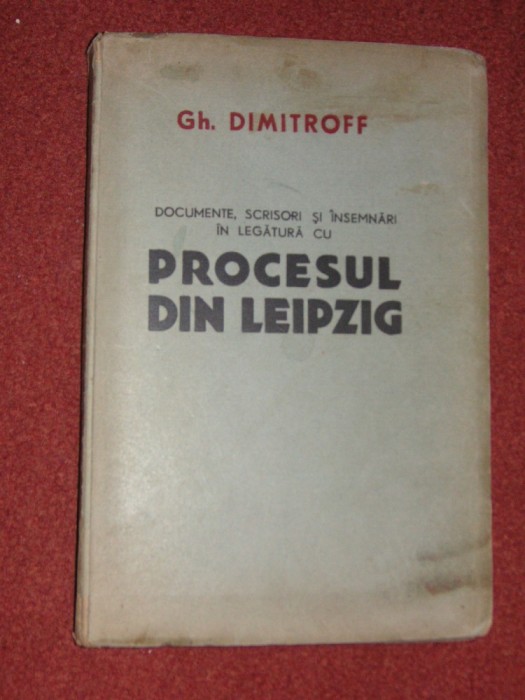 Gh. DIMITROFF
DOCUMENTE, SCRISORI ȘI ÎNSEMNĂRI
ÎN LEGĂTURĂ CU
PROCESUL
DIN LEIPZIG